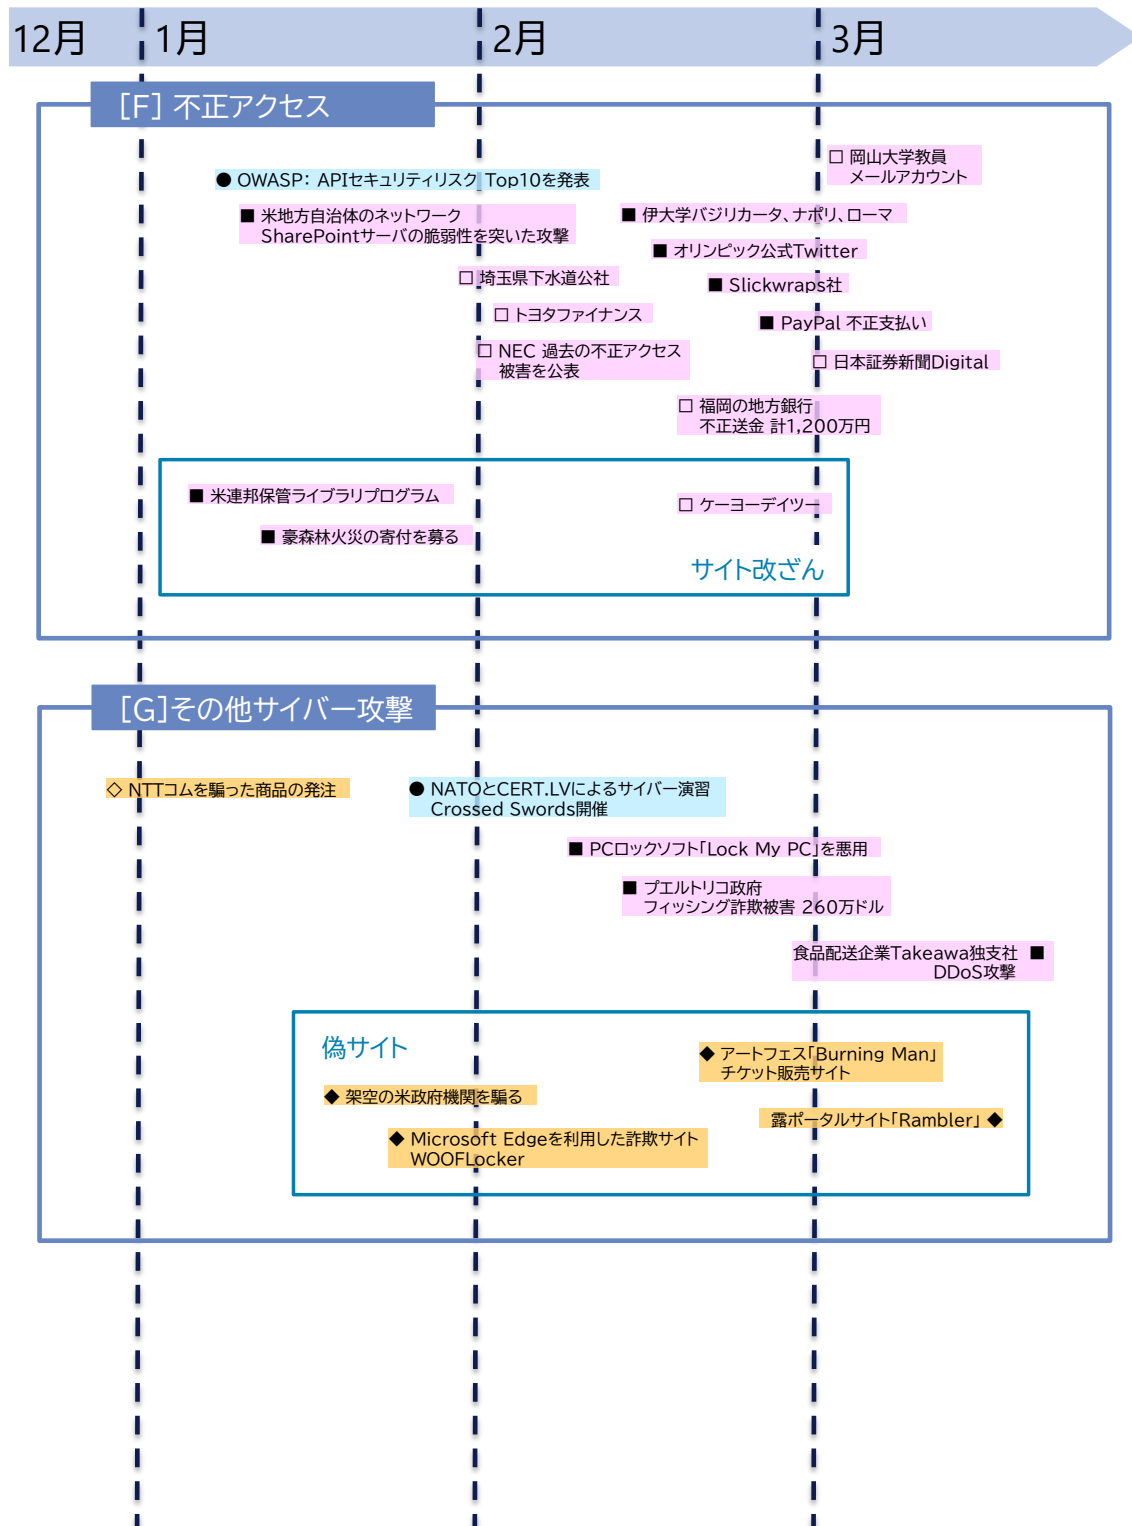 12月 1月 2月 3月
[F] 不正アクセス
□ 岡山大学教員
メールアカウント
● OWASP: APIセキュリティリスク Top10を発表
■ 米地方自治体のネットワーク
SharePointサーバの脆弱性を突いた攻撃
■ 伊大学バジリカータ、ナポリ、ローマ
■ オリンピック公式Twitter
□ 埼玉県下水道公社
■ Slickwraps社
□ トヨタファイナンス
■ PayPal 不正支払い
□ NEC 過去の不正アクセス
被害を公表
□ 日本証券新聞Digital
□ 福岡の地方銀行
不正送金 計1,200万円
■ 米連邦保管ライブラリプログラム
□ ケーヨーデイツー
■ 豪森林火災の寄付を募る
サイト改ざん
[G]その他サイバー攻撃
◇ NTTコムを騙った商品の発注
● NATOとCERT.LVによるサイバー演習
Crossed Swords開催
■ PCロックソフト「Lock My PC」を悪用
■ プエルトリコ政府
フィッシング詐欺被害 260万ドル
食品配送企業Takeawa独支社 ■
DDoS攻撃
偽サイト
◆ アートフェス「Burning Man」
チケット販売サイト
◆ 架空の米政府機関を騙る
露ポータルサイト「Rambler」 ◆
◆ Microsoft Edgeを利用した詐欺サイト
WOOFLocker